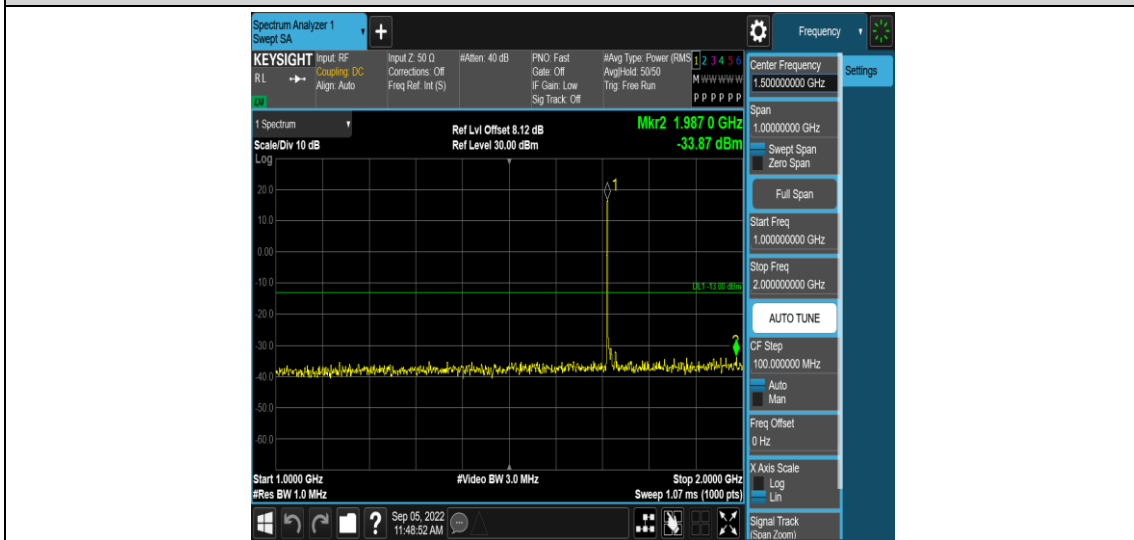 Spectrum Analyzer 1
Swept SA
Frequency
KEYSIGHT
RL
LXI
Input: RF
Coupling: DC
Align: Auto
Input Z: 50 Ω
Corrections: Off
Freq Ref: Int (S)
#Atten: 40 dB
PNO: Fast
Gate: Off
IF Gain: Low
Sig Track: Off
#Avg Type: Power (RMS
Avg|Hold: 50/50
Trig: Free Run
1 2 3 4 5 6
M W W W W W
P P P P P P
1 Spectrum
Scale/Div 10 dB
Ref Lvl Offset 8.12 dB
Ref Level 30.00 dBm
Mkr2 1.987 0 GHz
-33.87 dBm
Log
20.0
10.0
0.00
-10.0
-20.0
-30.0
-40.0
-50.0
-60.0
1
DL1 -13.00 dBm
2
Start 1.0000 GHz
#Res BW 1.0 MHz
#Video BW 3.0 MHz
Stop 2.0000 GHz
Sweep 1.07 ms (1000 pts)
?
Sep 05, 2022
11:48:52 AM
Center Frequency
1.500000000 GHz
Span
1.00000000 GHz
Swept Span
Zero Span
Full Span
Start Freq
1.000000000 GHz
Stop Freq
2.000000000 GHz
AUTO TUNE
CF Step
100.000000 MHz
Auto
Man
Freq Offset
0 Hz
X Axis Scale
Log
Lin
Signal Track
(Span Zoom)
Settings